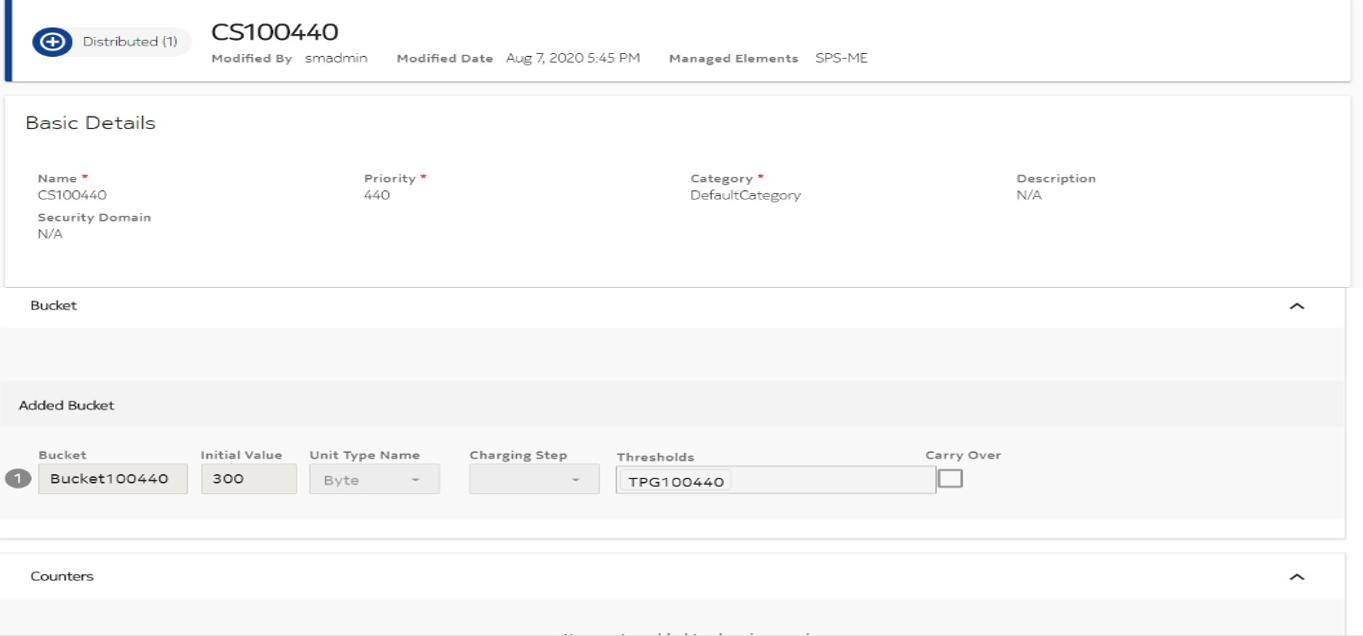 Distributed (1)
CS100440
Modified By smadmin Modified Date Aug 7, 2020 5:45 PM Managed Elements SPS-ME
Basic Details
Name * Priority * Category * Description
CS100440 440 DefaultCategory N/A
Security Domain
N/A
Bucket
Added Bucket
Bucket Initial Value Unit Type Name Charging Step Thresholds Carry Over
1 Bucket100440 300 Byte TPG100440
Counters